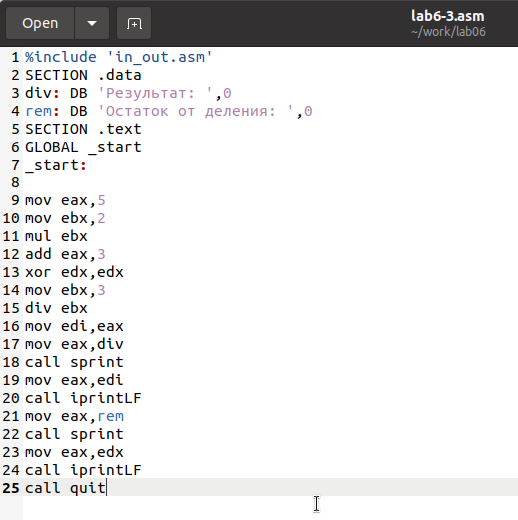 Open
lab6-3.asm
~/work/lab06
1 %include 'in_out.asm'
2 SECTION .data
3 div: DB 'Результат: ',0
4 rem: DB 'Остаток от деления: ',0
5 SECTION .text
6 GLOBAL _start
7 _start:
8
9 mov eax,5
10 mov ebx,2
11 mul ebx
12 add eax,3
13 xor edx,edx
14 mov ebx,3
15 div ebx
16 mov edi,eax
17 mov eax,div
18 call sprint
19 mov eax,edi
20 call iprintLF
21 mov eax,rem
22 call sprint
23 mov eax,edx
24 call iprintLF
25 call quit